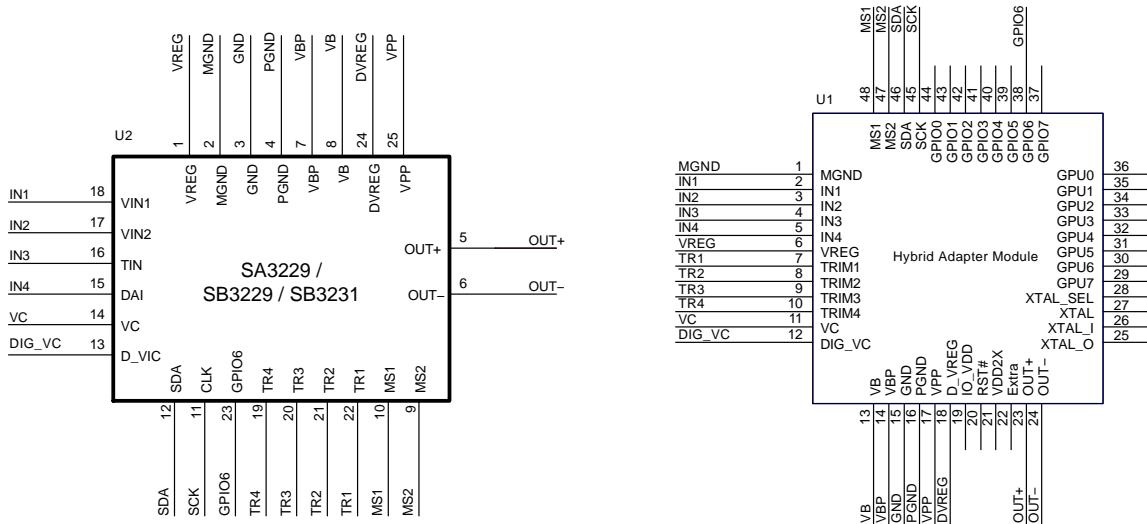 VREG
MGND
GND
PGND
VBP
VB
DVREG
VPP
U2
1
2
3
4
7
8
24
25
VREG
MGND
GND
PGND
VBP
VB
DVREG
VPP
IN1 18 VIN1
IN2 17 VIN2
IN3 16 TIN
IN4 15 DAI
VC 14 VC
DIG_VC 13 D_VIC
SA3229 /
SB3229 / SB3231
OUT+ 5 OUT+
OUT− 6 OUT−
SDA
CLK
GPIO6
TR4
TR3
TR2
TR1
MS1
MS2
12
11
23
19
20
21
22
10
9
SDA
SCK
GPIO6
TR4
TR3
TR2
TR1
MS1
MS2
MS1
MS2
SDA
SCK
GPIO6
U1
48
47
46
45
44
43
42
41
40
39
38
37
MS1
MS2
SDA
SCK
GPIO0
GPIO1
GPIO2
GPIO3
GPIO4
GPIO5
GPIO6
GPIO7
MGND 1 MGND
IN1 2 IN1
IN2 3 IN2
IN3 4 IN3
IN4 5 IN4
VREG 6 VREG
TR1 7 TRIM1
TR2 8 TRIM2
TR3 9 TRIM3
TR4 10 TRIM4
VC 11 VC
DIG_VC 12 DIG_VC
Hybrid Adapter Module
GPU0 36
GPU1 35
GPU2 34
GPU3 33
GPU4 32
GPU5 31
GPU6 30
GPU7 29
XTAL_SEL 28
XTAL 27
XTAL_I 26
XTAL_O 25
VB
VBP
GND
PGND
VPP
D_VREG
IO_VDD
RST#
VDD2X
Extra
OUT+
OUT−
13
14
15
16
17
18
19
20
21
22
23
24
VB
VBP
GND
PGND
VPP
DVREG
OUT+
OUT−